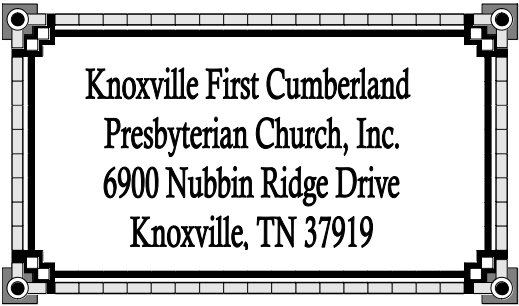 Knoxville First Cumberland
Presbyterian Church, Inc.
6900 Nubbin Ridge Drive
Knoxville, TN 37919